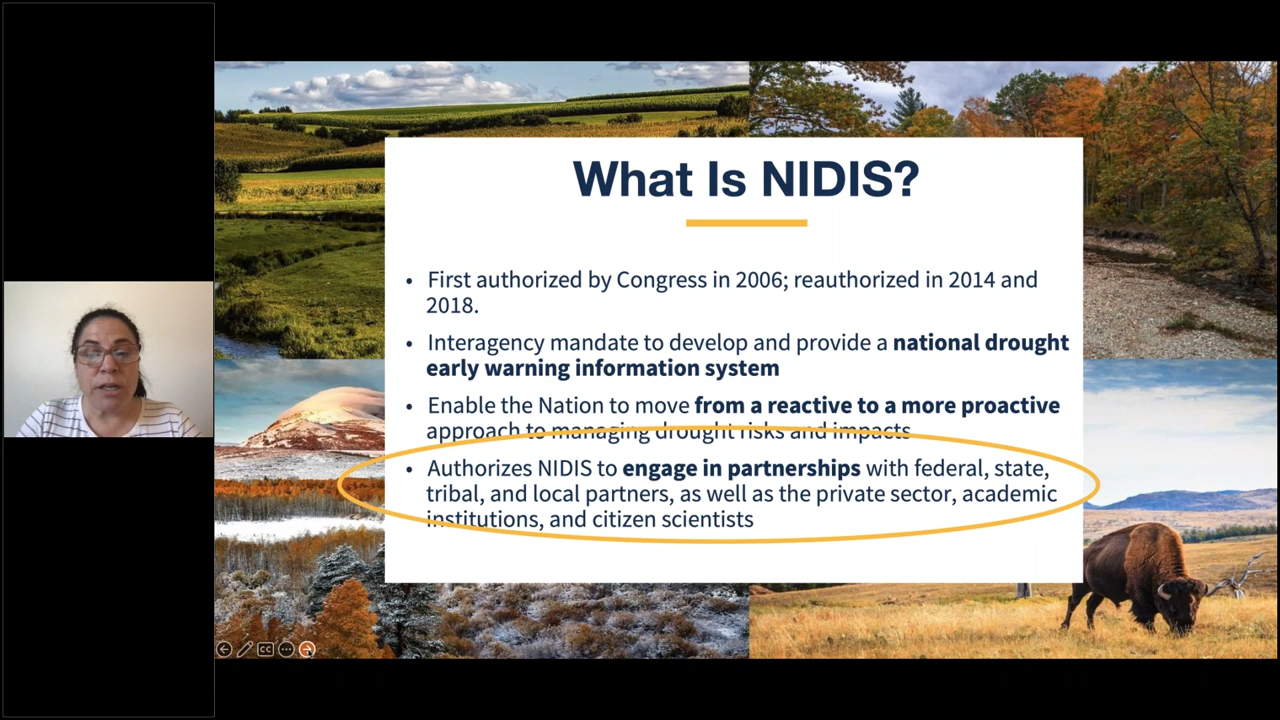 What Is NIDIS?
• First authorized by Congress in 2006; reauthorized in 2014 and
2018.
• Interagency mandate to develop and provide a national drought
early warning information system
• Enable the Nation to move from a reactive to a more proactive
approach to managing drought risks and impacts
• Authorizes NIDIS to engage in partnerships with federal, state,
tribal, and local partners, as well as the private sector, academic
institutions, and citizen scientists
CC